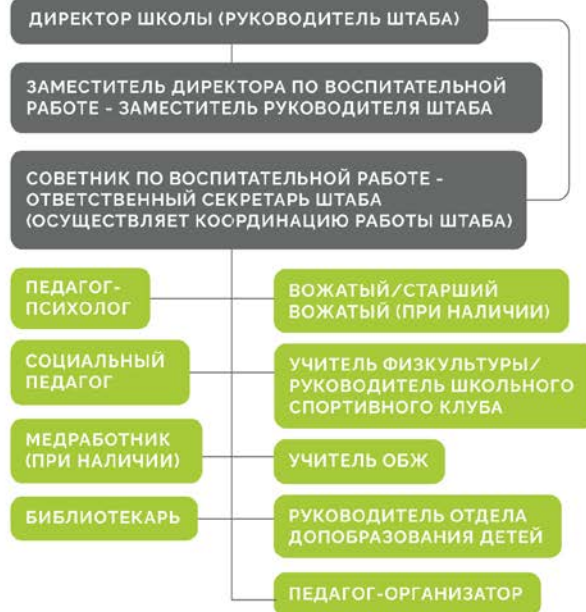 ДИРЕКТОР ШКОЛЫ (РУКОВОДИТЕЛЬ ШТАБА)
ЗАМЕСТИТЕЛЬ ДИРЕКТОРА ПО ВОСПИТАТЕЛЬНОЙ
РАБОТЕ - ЗАМЕСТИТЕЛЬ РУКОВОДИТЕЛЯ ШТАБА
СОВЕТНИК ПО ВОСПИТАТЕЛЬНОЙ РАБОТЕ -
ОТВЕТСТВЕННЫЙ СЕКРЕТАРЬ ШТАБА
(ОСУЩЕСТВЛЯЕТ КООРДИНАЦИЮ РАБОТЫ ШТАБА)
ПЕДАГОГ-
ПСИХОЛОГ
ВОЖАТЫЙ/СТАРШИЙ
ВОЖАТЫЙ (ПРИ НАЛИЧИИ)
СОЦИАЛЬНЫЙ
ПЕДАГОГ
УЧИТЕЛЬ ФИЗКУЛЬТУРЫ/
РУКОВОДИТЕЛЬ ШКОЛЬНОГО
СПОРТИВНОГО КЛУБА
МЕДРАБОТНИК
(ПРИ НАЛИЧИИ)
УЧИТЕЛЬ ОБЖ
БИБЛИОТЕКАРЬ
РУКОВОДИТЕЛЬ ОТДЕЛА
ДОПОБРАЗОВАНИЯ ДЕТЕЙ
ПЕДАГОГ-ОРГАНИЗАТОР